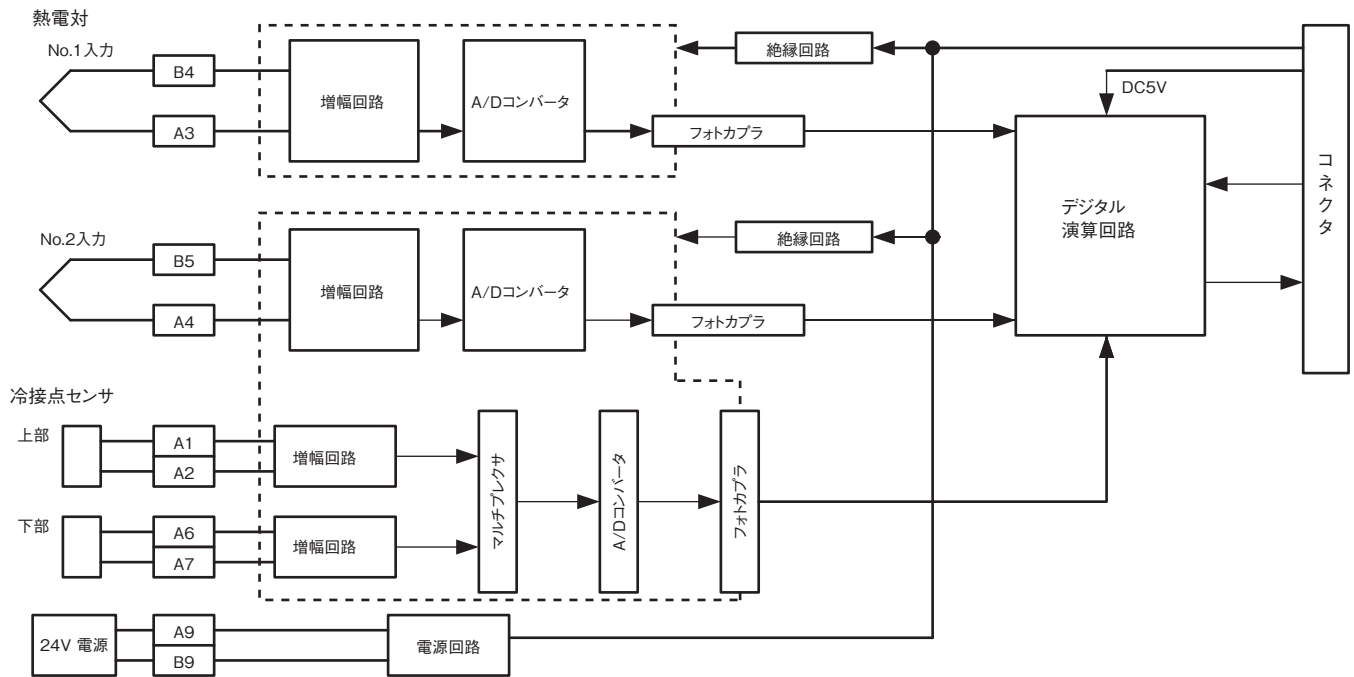 熱電対
No.1入力
B4
A3
増幅回路
A/Dコンバータ
絶縁回路
フォトカプラ
DC5V
デジタル
演算回路
コネクタ
No.2入力
B5
A4
増幅回路
A/Dコンバータ
絶縁回路
フォトカプラ
冷接点センサ
上部
A1
A2
増幅回路
下部
A6
A7
増幅回路
マルチプレクサ
A/Dコンバータ
フォトカプラ
24V 電源
A9
B9
電源回路